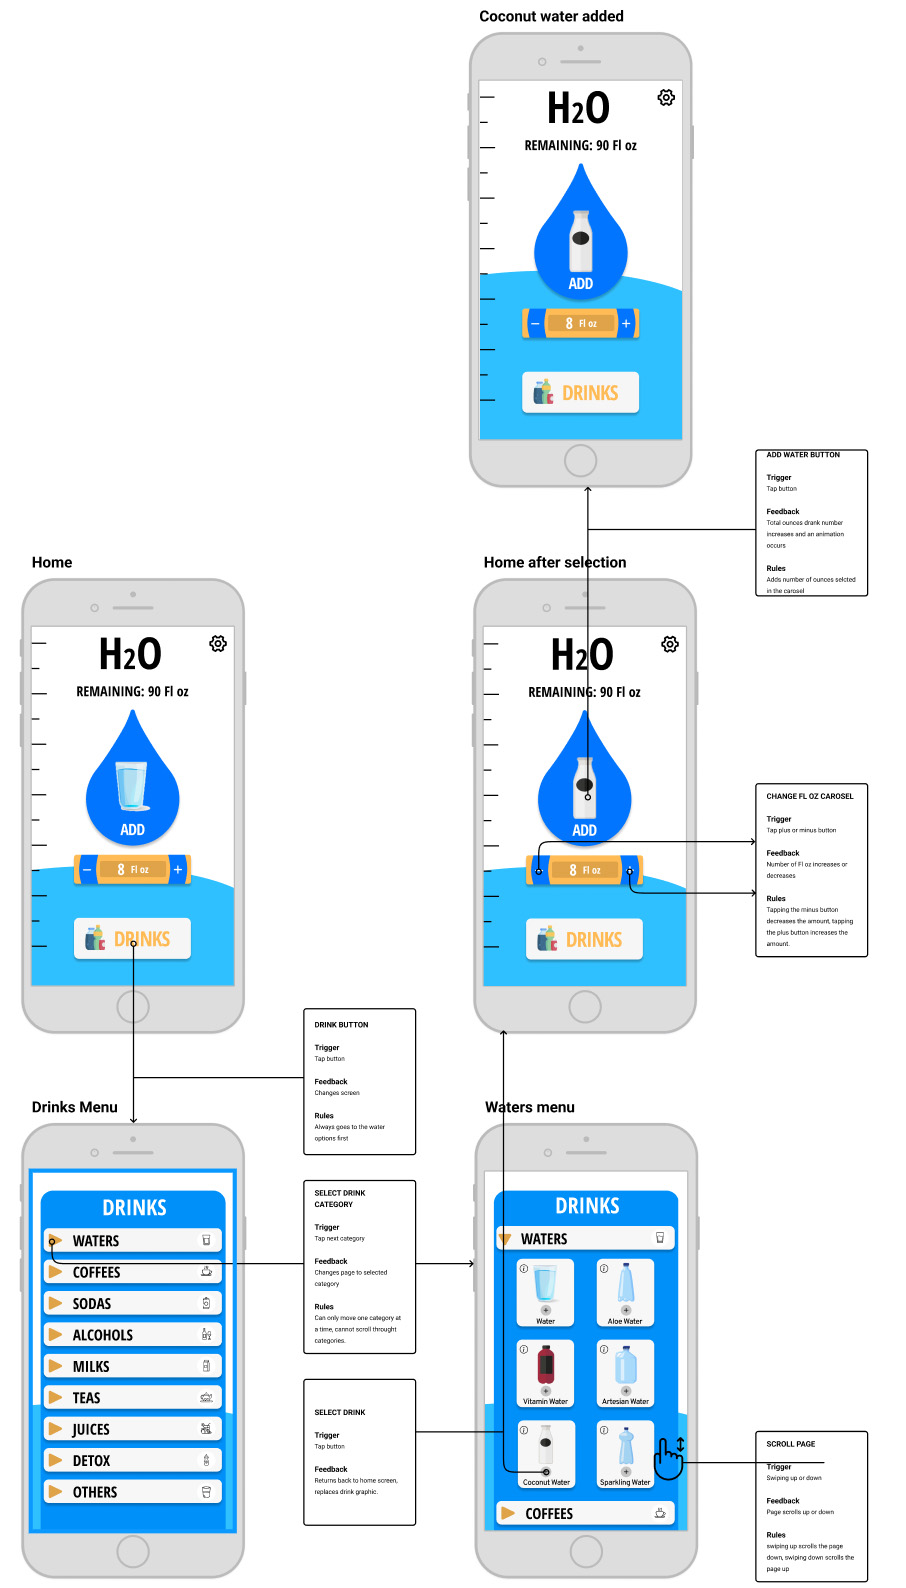 Coconut water added
H2O
REMAINING: 90 Fl oz
ADD
−
8 Fl oz
+
DRINKS
ADD WATER BUTTON
Trigger
Tap button
Feedback
Total ounces drank number
increases and an animation
occurs
Rules
Adds number of ounces selcted
in the carosel
Home
H2O
REMAINING: 90 Fl oz
ADD
−
8 Fl oz
+
DRINKS
Home after selection
H2O
REMAINING: 90 Fl oz
ADD
8 Fl oz
DRINKS
CHANGE FL OZ CAROSEL
Trigger
Tap plus or minus button
Feedback
Number of Fl oz increases or
decreases
Rules
Tapping the minus button
decreases the amount, tapping
the plus button increases the
amount.
DRINK BUTTON
Trigger
Tap button
Feedback
Changes screen
Rules
Always goes to the water
options first
Drinks Menu
DRINKS
WATERS
COFFEES
SODAS
ALCOHOLS
MILKS
TEAS
JUICES
DETOX
OTHERS
SELECT DRINK
CATEGORY
Trigger
Tap next category
Feedback
Changes page to selected
category
Rules
Can only move one category at
a time, cannot scroll throught
categories.
SELECT DRINK
Trigger
Tap button
Feedback
Returns back to home screen,
replaces drink graphic.
Waters menu
DRINKS
WATERS
Water
Aloe Water
Vitamin Water
Artesian Water
Coconut Water
Sparkling Water
COFFEES
SCROLL PAGE
Trigger
Swiping up or down
Feedback
Page scrolls up or down
Rules
swiping up scrolls the page
down, swiping down scrolls the
page up